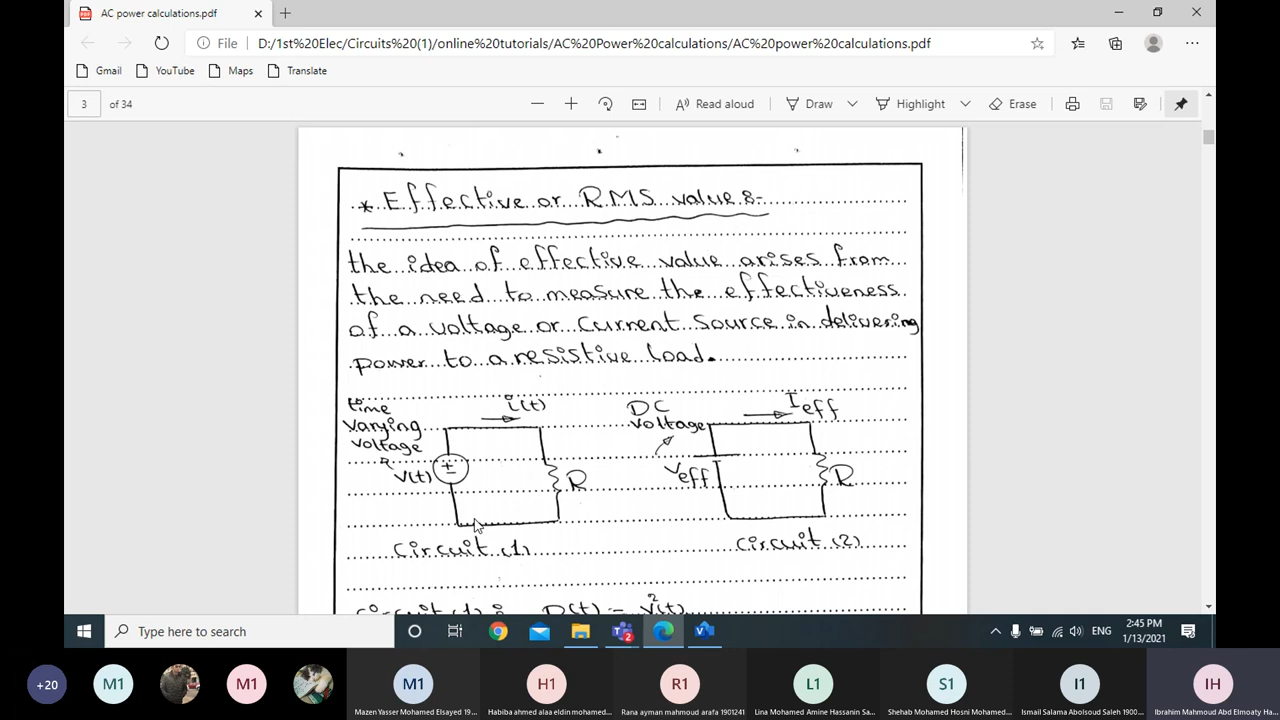 AC power calculations.pdf
File D:/1st%20Elec/Circuits%20(1)/online%20tutorials/AC%20Power%20calculations/AC%20power%20calculations.pdf
Gmail YouTube Maps Translate
3 of 34 Read aloud Draw Highlight Erase
* Effective or RMS value :-
the idea of effective value arises from
the need to measure the effectiveness
of a voltage or current source in delivering
power to a resistive load.
time varying voltage
i(t)
V(t)
±
R
circuit (1)
DC voltage
Ieff
Veff
R
circuit (2)
circuit (1) : P(t) = V²(t)
Type here to search
ENG
2:45 PM
1/13/2021
2
+20
M1
M1
M1
Mazen Yasser Mohamed Elsayed 19...
H1
Habiba ahmed alaa eldin mohamed...
R1
Rana ayman mahmoud arafa 1901241
L1
Lina Mohamed Amine Hassanin Sa...
S1
Shehab Mohamed Hosni Mohamed...
I1
Ismail Salama Abolsoud Saleh 1900...
IH
Ibrahim Mahmoud Abd Elmoaty Ha...